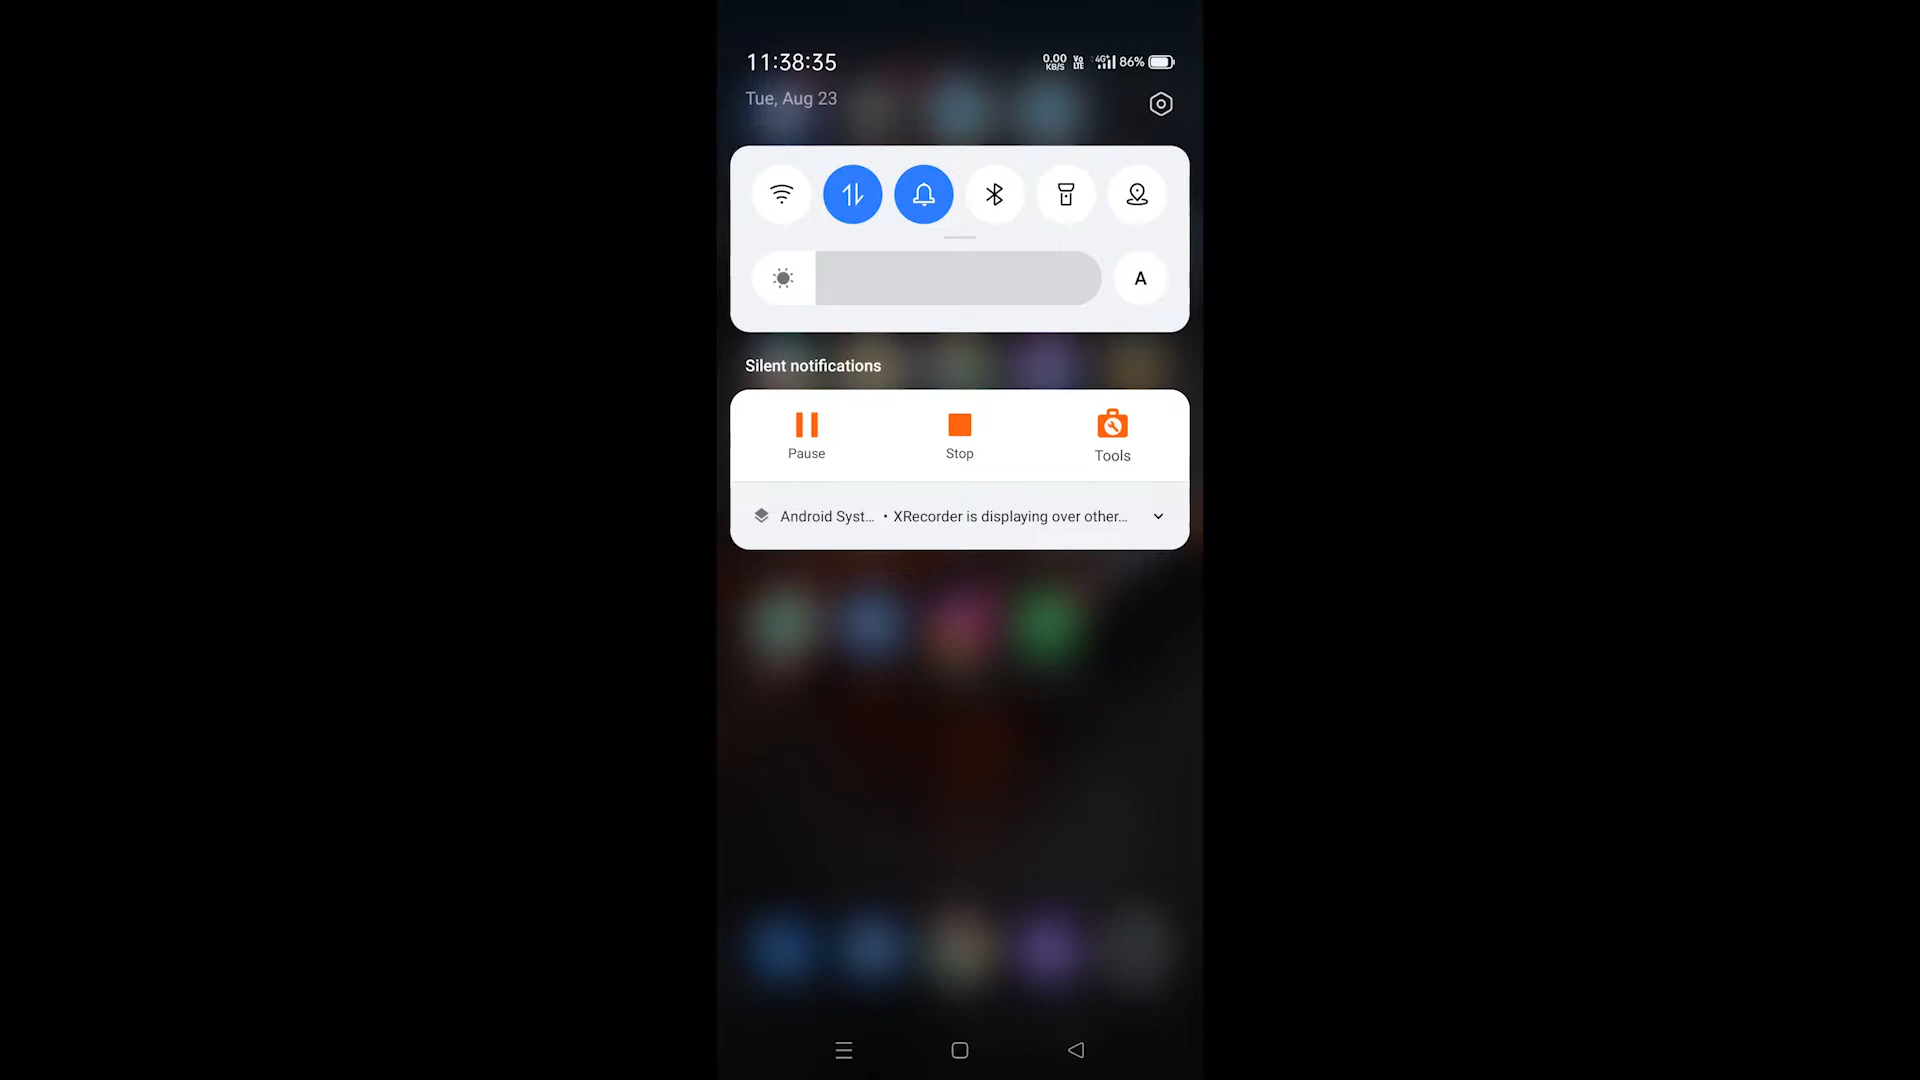 11:38:35
0.00 KB/S Vo LTE 4G+ 86%
Tue, Aug 23
A
Silent notifications
Pause Stop Tools
Android Syst... • XRecorder is displaying over other...